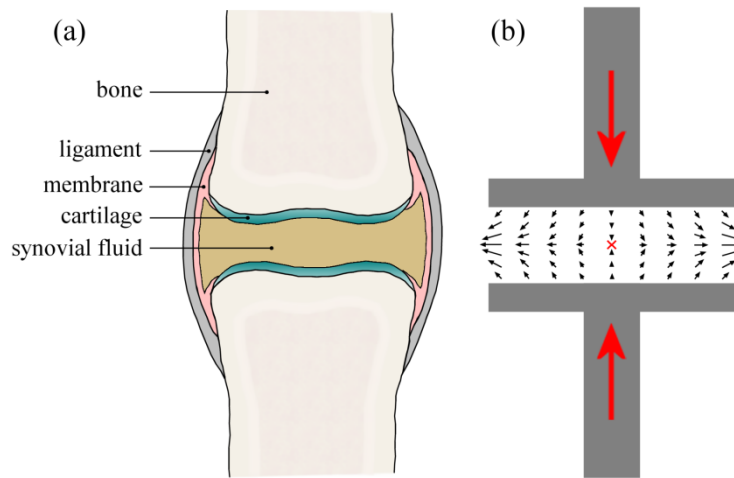 (a)
bone
ligament
membrane
cartilage
synovial fluid
(b)